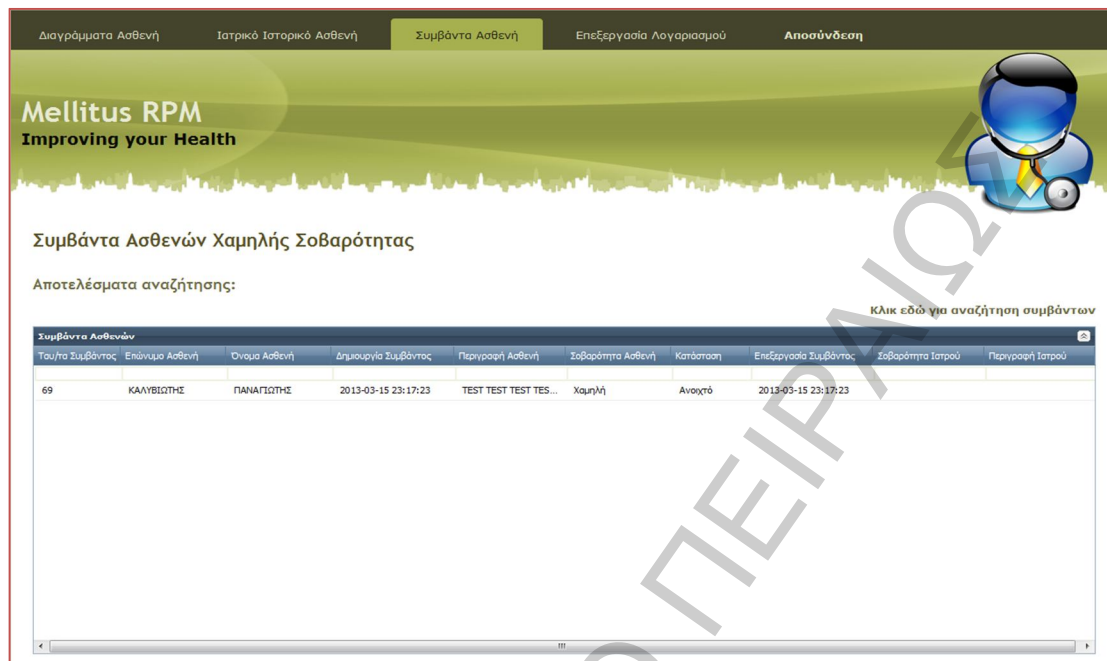 Διαγράμματα Ασθενή Ιατρικό Ιστορικό Ασθενή Συμβάντα Ασθενή Επεξεργασία Λογαριασμού Αποσύνδεση
Mellitus RPM
Improving your Health
Συμβάντα Ασθενών Χαμηλής Σοβαρότητας
Αποτελέσματα αναζήτησης:
Κλικ εδώ για αναζήτηση συμβάντων
Συμβάντα Ασθενών
Ταυ/τα Συμβάντος Επώνυμο Ασθενή Όνομα Ασθενή Δημιουργία Συμβάντος Περιγραφή Ασθενή Σοβαρότητα Ασθενή Κατάσταση Επεξεργασία Συμβάντος Σοβαρότητα Ιατρού Περιγραφή Ιατρού
69 ΚΑΛΥΒΙΩΤΗΣ ΠΑΝΑΓΙΩΤΗΣ 2013-03-15 23:17:23 TEST TEST TEST TES... Χαμηλή Ανοιχτό 2013-03-15 23:17:23
ΠΕΙΡΑΙΩΣ